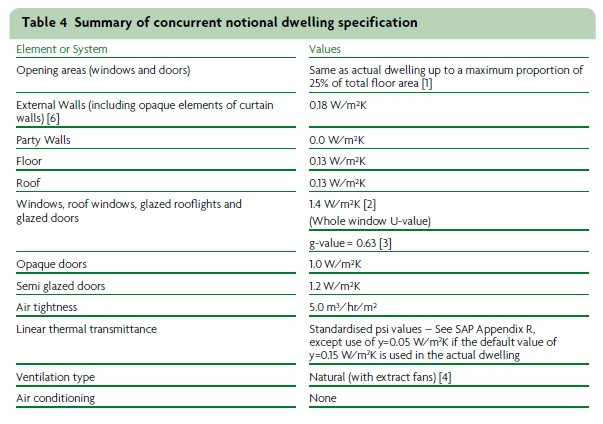 Table 4 Summary of concurrent notional dwelling specification
Element or System
Values
Opening areas (windows and doors)
Same as actual dwelling up to a maximum proportion of
25% of total floor area [1]
External Walls (including opaque elements of curtain
walls) [6]
0.18 W/m²K
Party Walls
0.0 W/m²K
Floor
0.13 W/m²K
Roof
0.13 W/m²K
Windows, roof windows, glazed rooflights and
glazed doors
1.4 W/m²K [2]
(Whole window U-value)
g-value = 0.63 [3]
Opaque doors
1.0 W/m²K
Semi glazed doors
1.2 W/m²K
Air tightness
5.0 m³/hr/m²
Linear thermal transmittance
Standardised psi values – See SAP Appendix R,
except use of y=0.05 W/m²K if the default value of
y=0.15 W/m²K is used in the actual dwelling
Ventilation type
Natural (with extract fans) [4]
Air conditioning
None